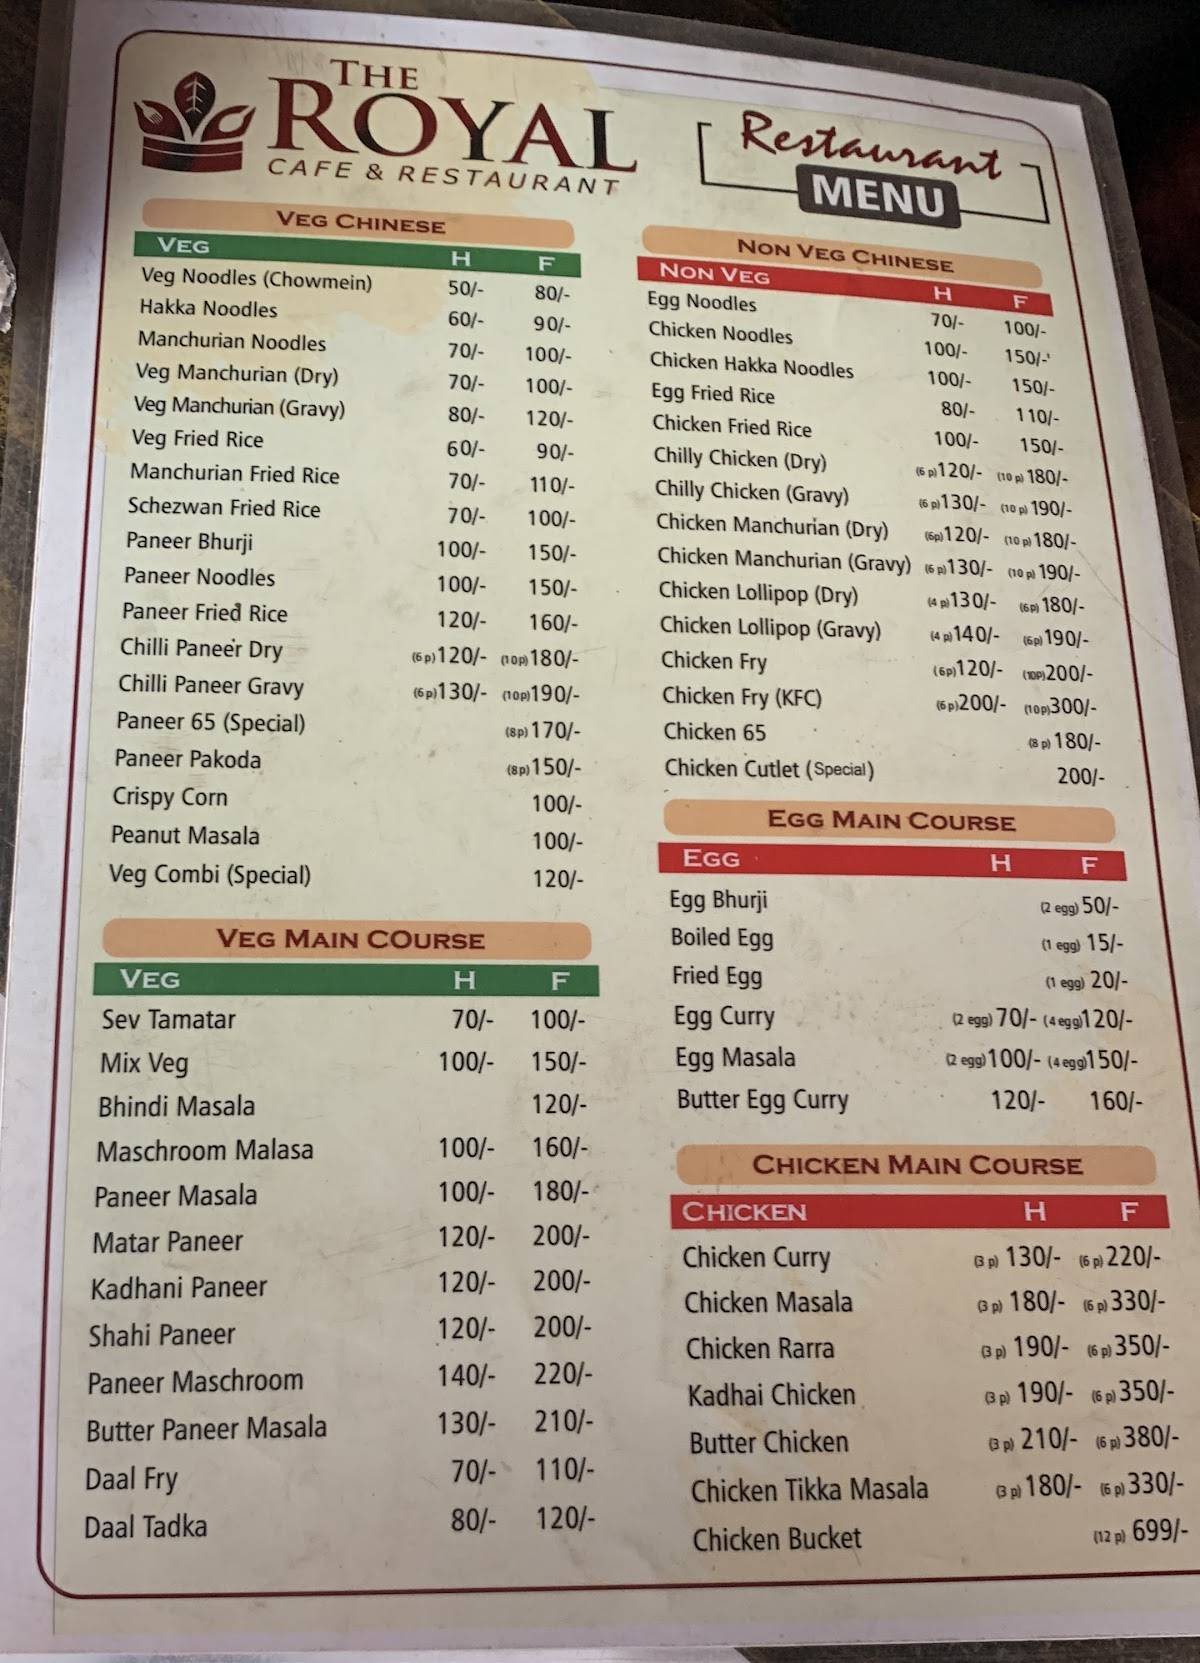 THE
ROYAL
CAFE & RESTAURANT
Restaurant
MENU
VEG CHINESE
VEG H F
Veg Noodles (Chowmein) 50/- 80/-
Hakka Noodles 60/- 90/-
Manchurian Noodles 70/- 100/-
Veg Manchurian (Dry) 70/- 100/-
Veg Manchurian (Gravy) 80/- 120/-
Veg Fried Rice 60/- 90/-
Manchurian Fried Rice 70/- 110/-
Schezwan Fried Rice 70/- 100/-
Paneer Bhurji 100/- 150/-
Paneer Noodles 100/- 150/-
Paneer Fried Rice 120/- 160/-
Chilli Paneer Dry (6 p) 120/- (10 p) 180/-
Chilli Paneer Gravy (6 p) 130/- (10 p) 190/-
Paneer 65 (Special) (8 p) 170/-
Paneer Pakoda (8 p) 150/-
Crispy Corn 100/-
Peanut Masala 100/-
Veg Combi (Special) 120/-
VEG MAIN COURSE
VEG H F
Sev Tamatar 70/- 100/-
Mix Veg 100/- 150/-
Bhindi Masala 120/-
Maschroom Malasa 100/- 160/-
Paneer Masala 100/- 180/-
Matar Paneer 120/- 200/-
Kadhani Paneer 120/- 200/-
Shahi Paneer 120/- 200/-
Paneer Maschroom 140/- 220/-
Butter Paneer Masala 130/- 210/-
Daal Fry 70/- 110/-
Daal Tadka 80/- 120/-
NON VEG CHINESE
NON VEG H F
Egg Noodles 70/- 100/-
Chicken Noodles 100/- 150/-
Chicken Hakka Noodles 100/- 150/-
Egg Fried Rice 80/- 110/-
Chicken Fried Rice 100/- 150/-
Chilly Chicken (Dry) (6 p) 120/- (10 p) 180/-
Chilly Chicken (Gravy) (6 p) 130/- (10 p) 190/-
Chicken Manchurian (Dry) (6p) 120/- (10 p) 180/-
Chicken Manchurian (Gravy) (6 p) 130/- (10 p) 190/-
Chicken Lollipop (Dry) (4 p) 130/- (6p) 180/-
Chicken Lollipop (Gravy) (4 p) 140/- (6p) 190/-
Chicken Fry (6p) 120/- (10P) 200/-
Chicken Fry (KFC) (6 p) 200/- (10p) 300/-
Chicken 65 (8 p) 180/-
Chicken Cutlet (Special) 200/-
EGG MAIN COURSE
EGG H F
Egg Bhurji (2 egg) 50/-
Boiled Egg (1 egg) 15/-
Fried Egg (1 egg) 20/-
Egg Curry (2 egg) 70/- (4 egg) 120/-
Egg Masala (2 egg) 100/- (4 egg) 150/-
Butter Egg Curry 120/- 160/-
CHICKEN MAIN COURSE
CHICKEN H F
Chicken Curry (3 p) 130/- (6 p) 220/-
Chicken Masala (3 p) 180/- (6 p) 330/-
Chicken Rarra (3 p) 190/- (6 p) 350/-
Kadhai Chicken (3 p) 190/- (6 p) 350/-
Butter Chicken (3 p) 210/- (6 p) 380/-
Chicken Tikka Masala (3 p) 180/- (6 p) 330/-
Chicken Bucket (12 p) 699/-